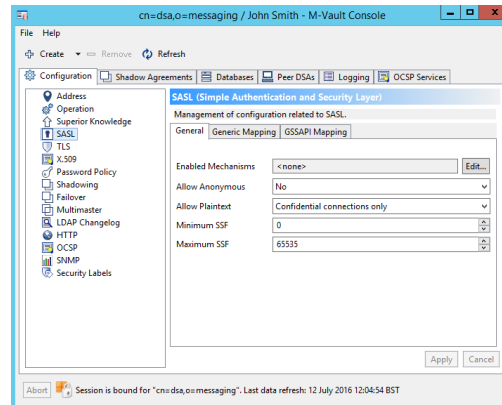 cn=dsa,o=messaging / John Smith - M-Vault Console
File Help
Create Remove Refresh
Configuration Shadow Agreements Databases Peer DSAs Logging OCSP Services
Address
Operation
Superior Knowledge
SASL
TLS
X.509
Password Policy
Shadowing
Failover
Multimaster
LDAP Changelog
HTTP
OCSP
SNMP
Security Labels
SASL (Simple Authentication and Security Layer)
Management of configuration related to SASL.
General Generic Mapping GSSAPI Mapping
Enabled Mechanisms <none> Edit...
Allow Anonymous No
Allow Plaintext Confidential connections only
Minimum SSF 0
Maximum SSF 65535
Apply Cancel
Abort Session is bound for "cn=dsa,o=messaging". Last data refresh: 12 July 2016 12:04:54 BST